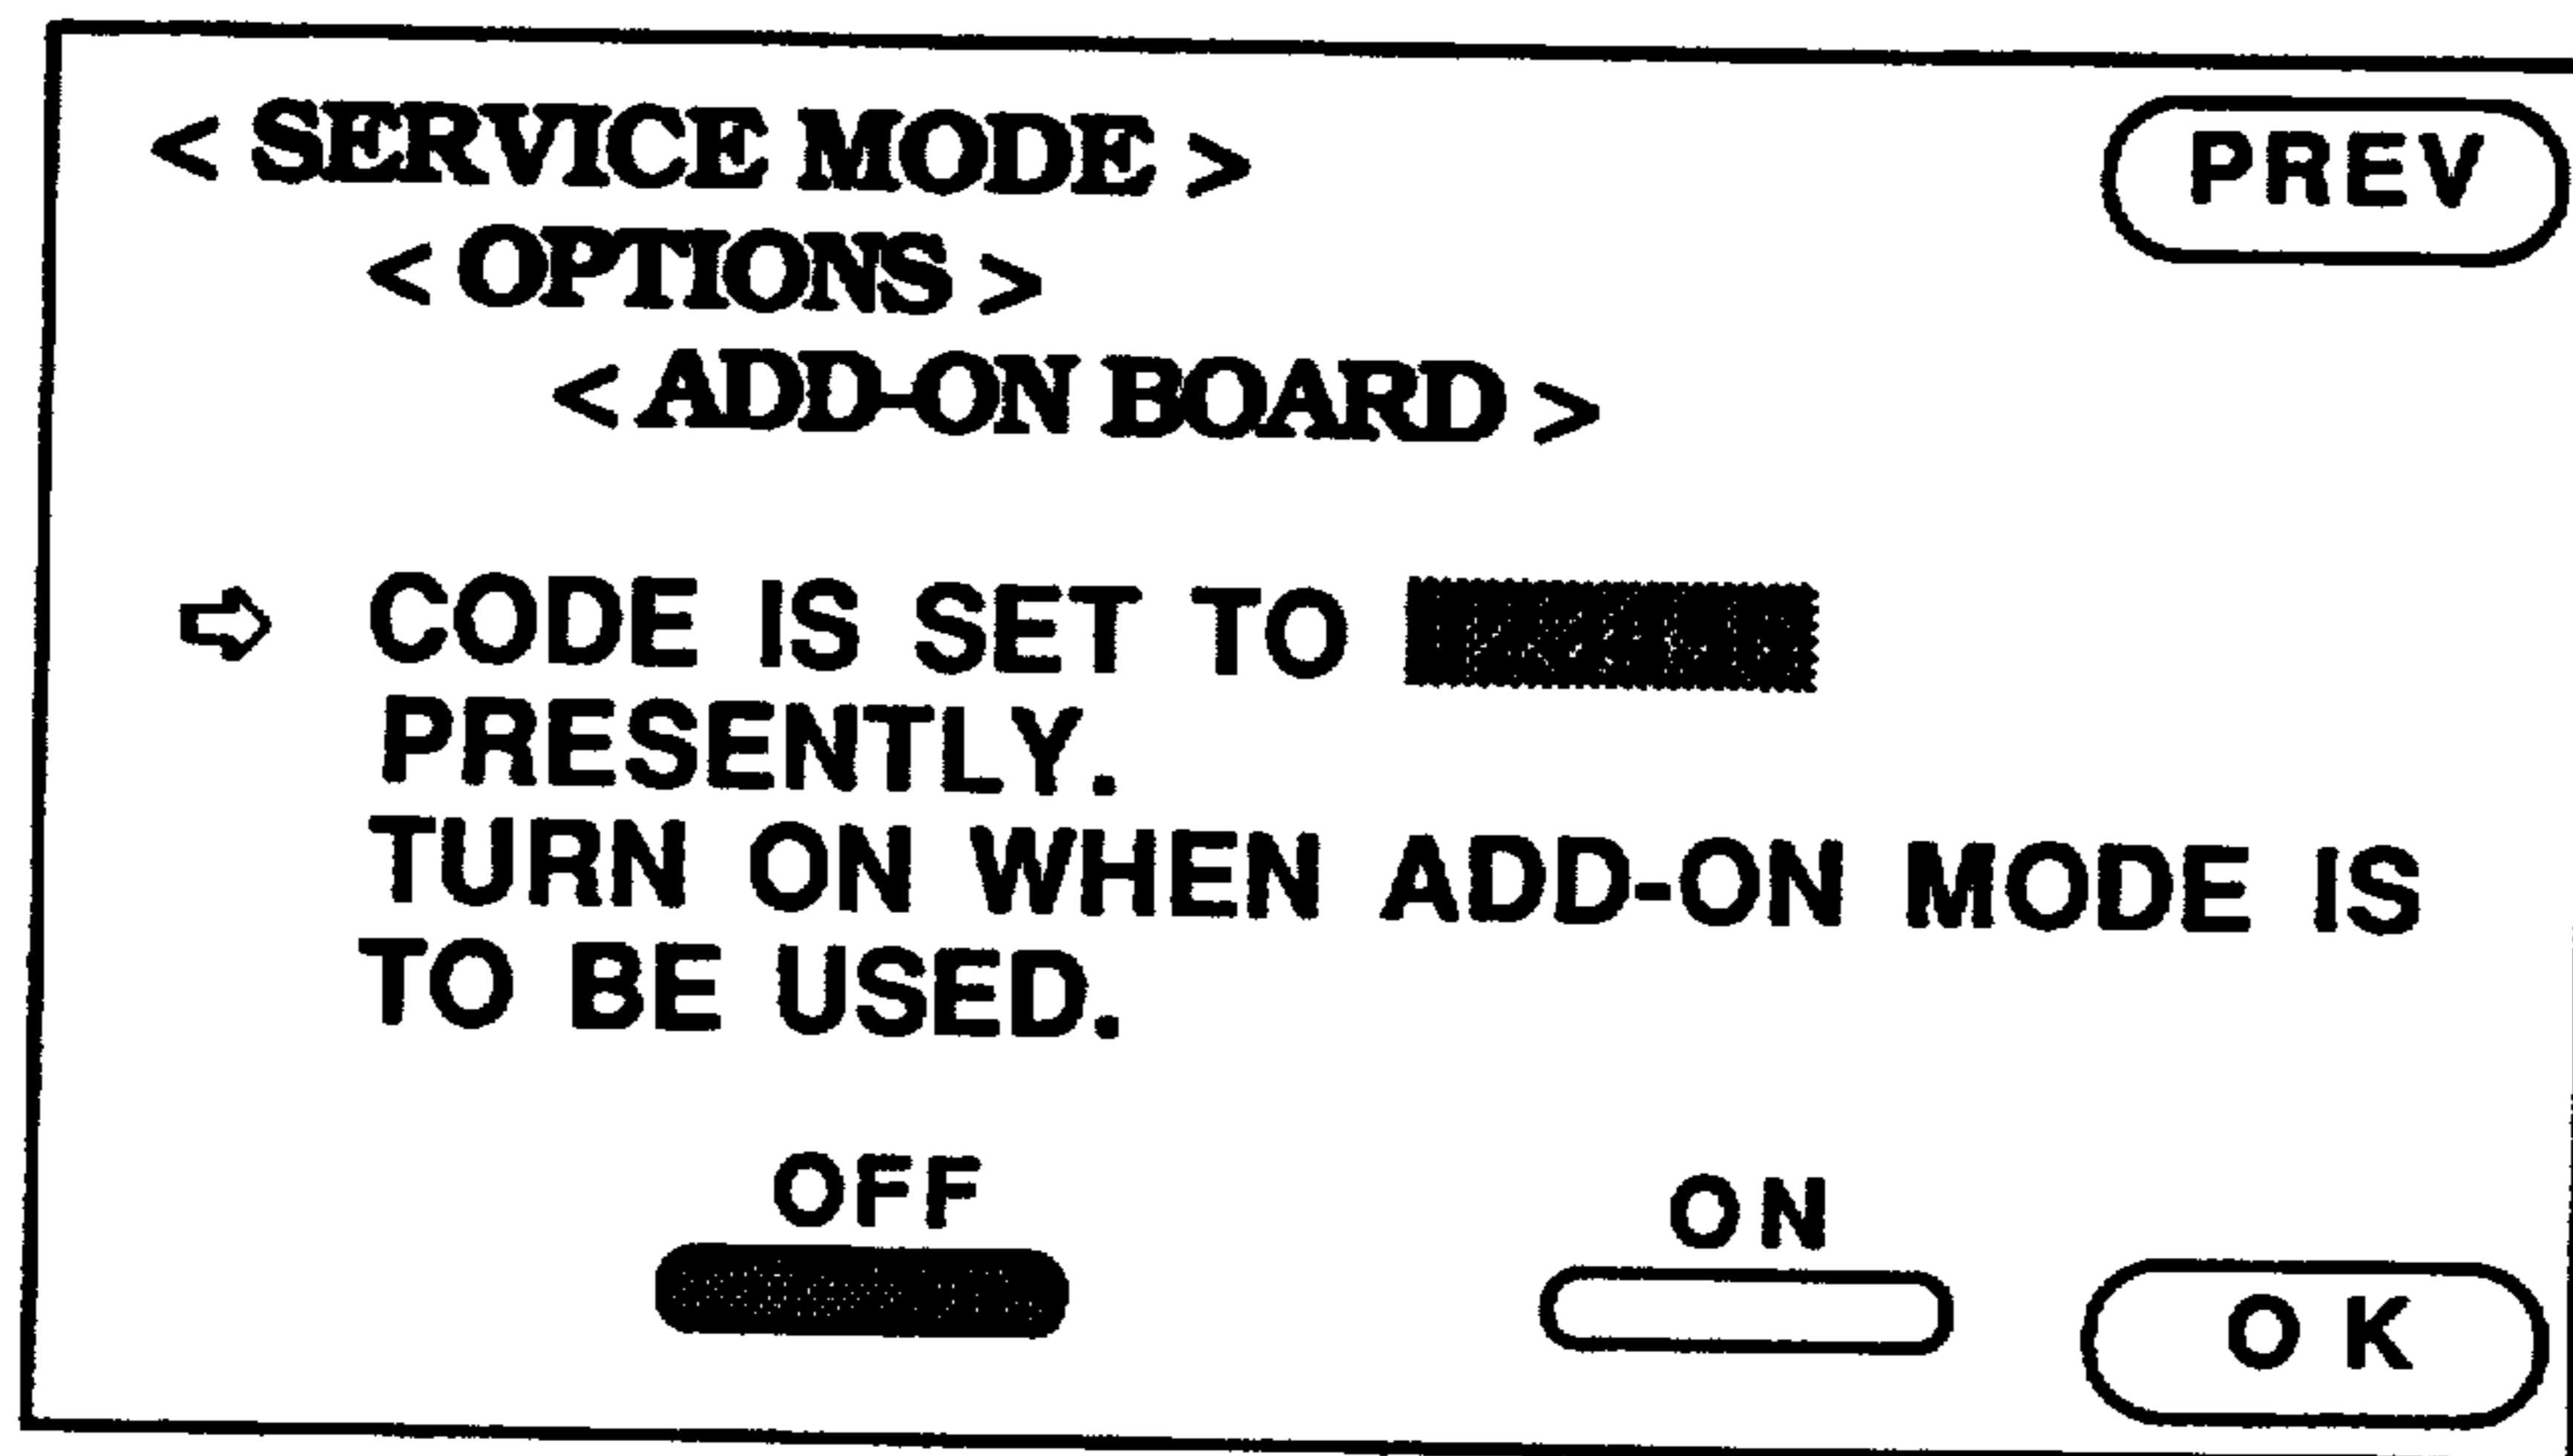 < SERVICE MODE >
PREV
< OPTIONS >
< ADD-ON BOARD >
⇨ CODE IS SET TO
PRESENTLY.
TURN ON WHEN ADD-ON MODE IS
TO BE USED.
OFF
ON
OK